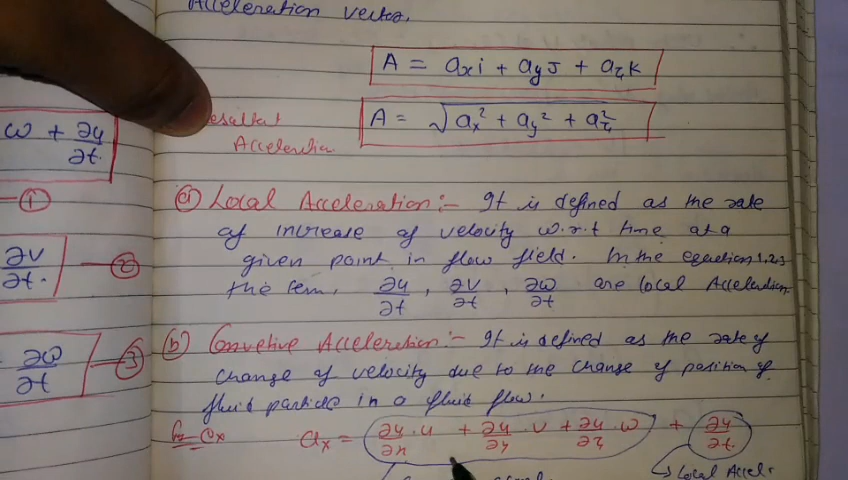 Acceleration vector.
A = axi + ayJ + azk
Resultant A = √ax² + ay² + az²
Acceleration
ω + ∂u/∂t
— ①
∂v/∂t. — ②
∂ω/∂t — ③
ⓐ Local Acceleration:- It is defined as the rate
of increase of velocity w.r.t time at a
given point in flow field. In the equation 1,2,3
the term, ∂u/∂t, ∂v/∂t, ∂ω/∂t are local Acceleration.
ⓑ Convetive Acceleration:- It is defined as the rate of
change of velocity due to the change of position of
fluid particle in a fluid flow.
ax = ∂u/∂x · u + ∂u/∂y · v + ∂u/∂z · ω + ∂u/∂t.
Local Accelr